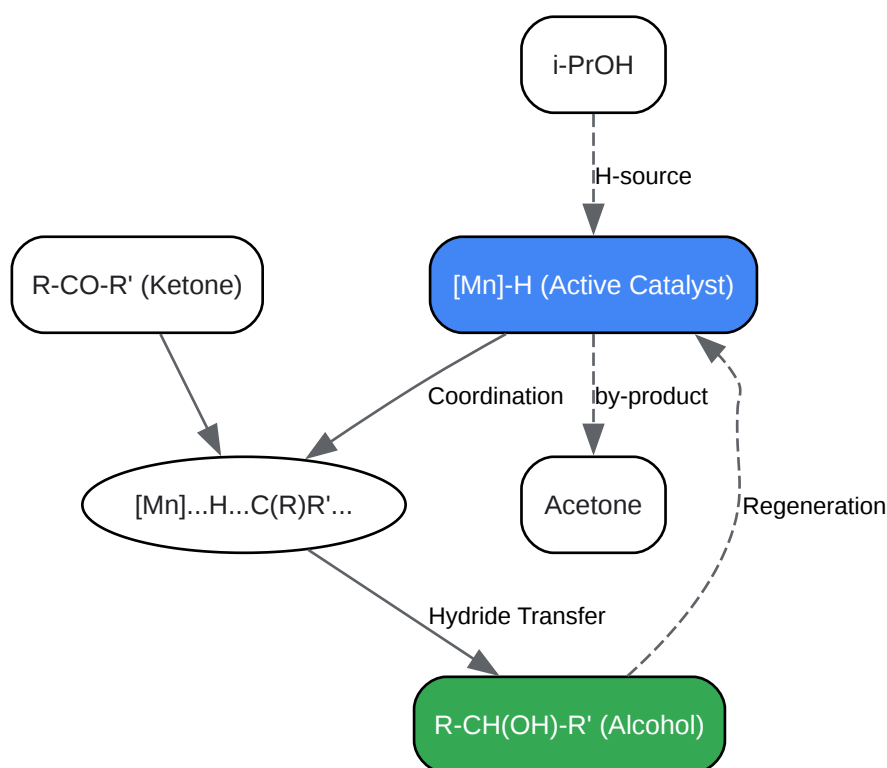 i-PrOH
H-source
R-CO-R' (Ketone)
[Mn]-H (Active Catalyst)
Coordination
by-product
[Mn]...H...C(R)R'...
Acetone
Regeneration
Hydride Transfer
R-CH(OH)-R' (Alcohol)